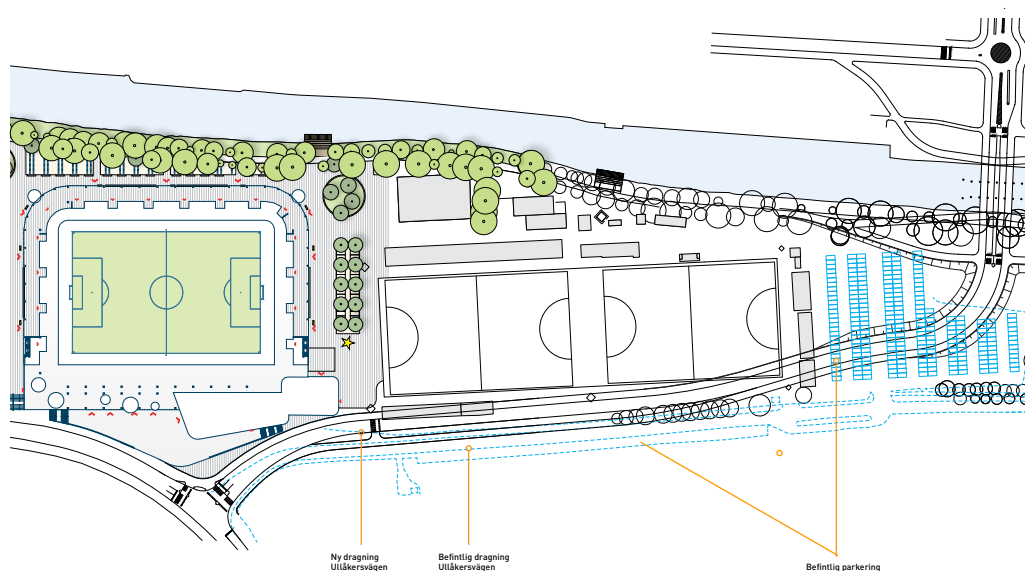 Ny dragning
Ullåkersvägen
Befintlig dragning
Ullåkersvägen
Befintlig parkering